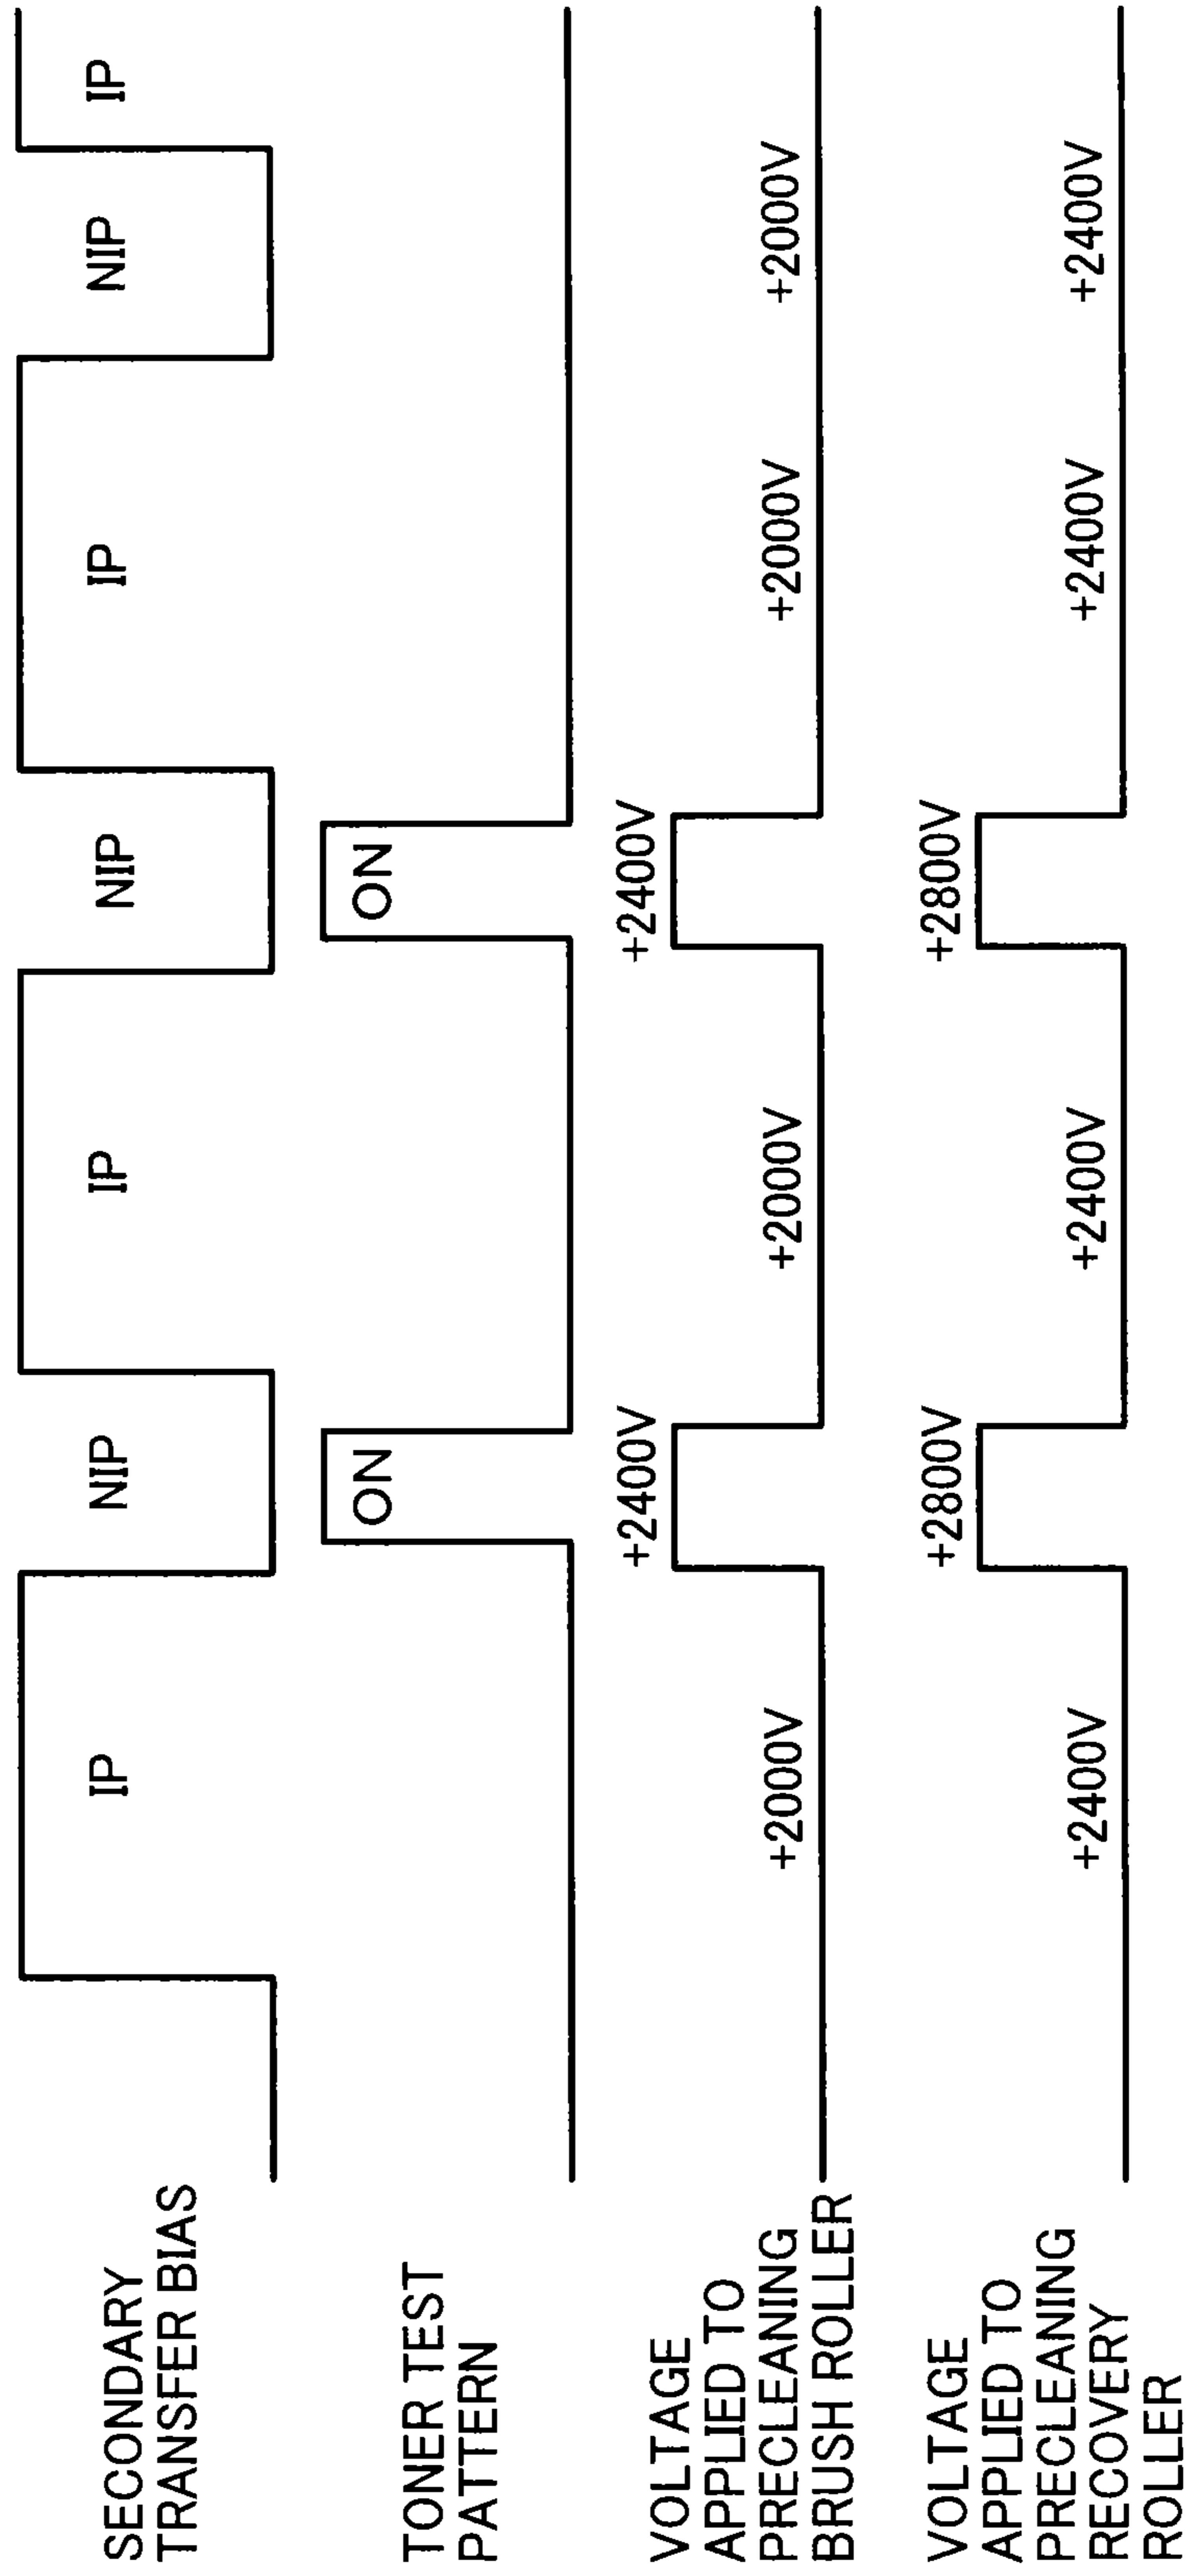 SECONDARY
TRANSFER BIAS
IP
NIP
IP
NIP
IP
NIP
IP
TONER TEST
PATTERN
ON
ON
VOLTAGE
APPLIED TO
PRECLEANING
BRUSH ROLLER
+2000V
+2400V
+2000V
+2400V
+2000V
+2000V
VOLTAGE
APPLIED TO
PRECLEANING
RECOVERY
ROLLER
+2400V
+2800V
+2400V
+2800V
+2400V
+2400V